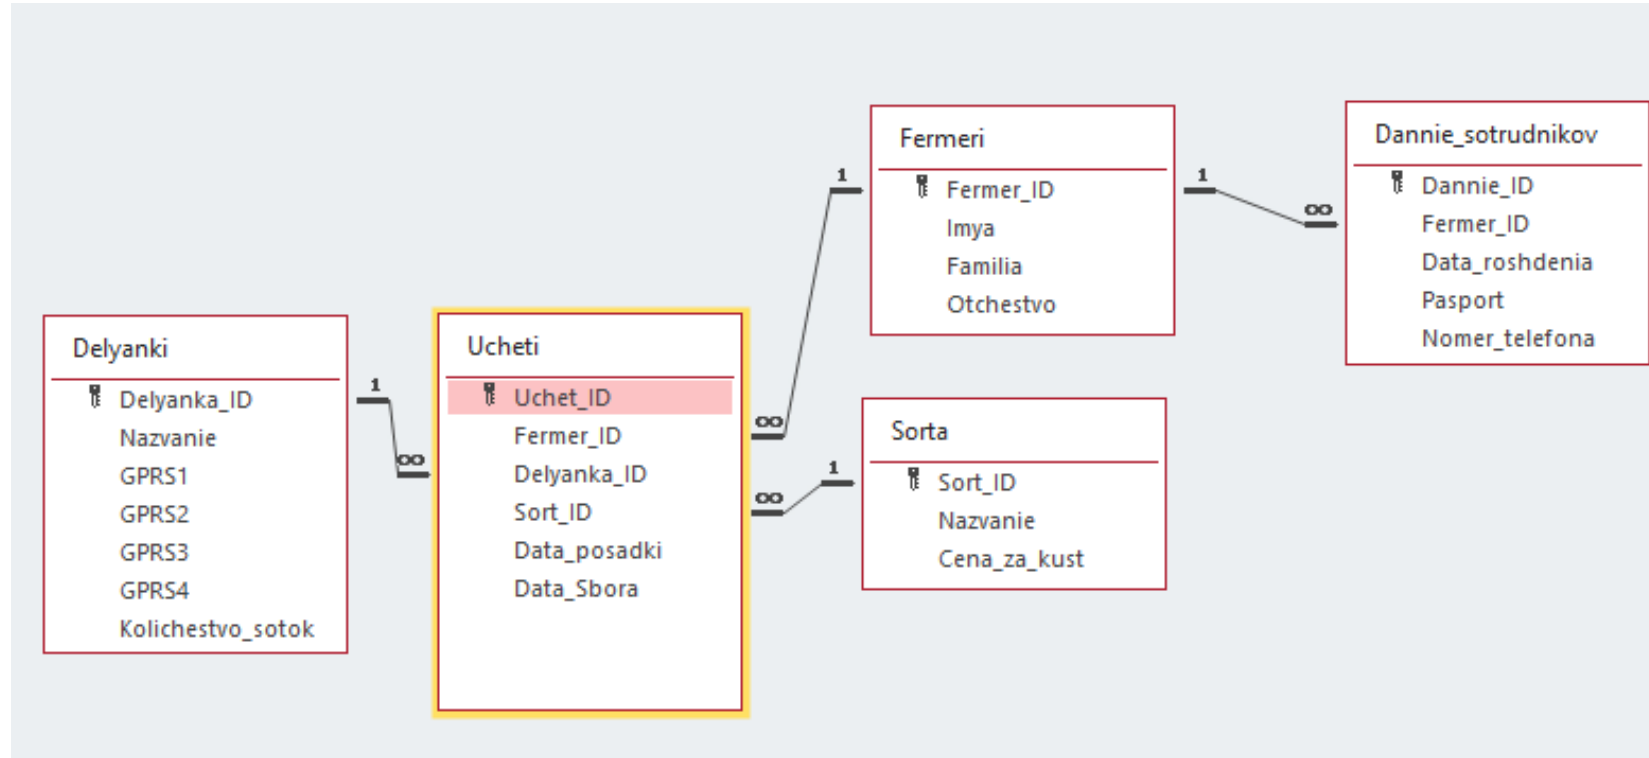 Delyanki
Delyanka_ID
Nazvanie
GPRS1
GPRS2
GPRS3
GPRS4
Kolichestvo_sotok
1
∞
Ucheti
Uchet_ID
Fermer_ID
Delyanka_ID
Sort_ID
Data_posadki
Data_Sbora
∞
1
∞
1
Fermeri
Fermer_ID
Imya
Familia
Otchestvo
Sorta
Sort_ID
Nazvanie
Cena_za_kust
1
∞
Dannie_sotrudnikov
Dannie_ID
Fermer_ID
Data_roshdenia
Pasport
Nomer_telefona